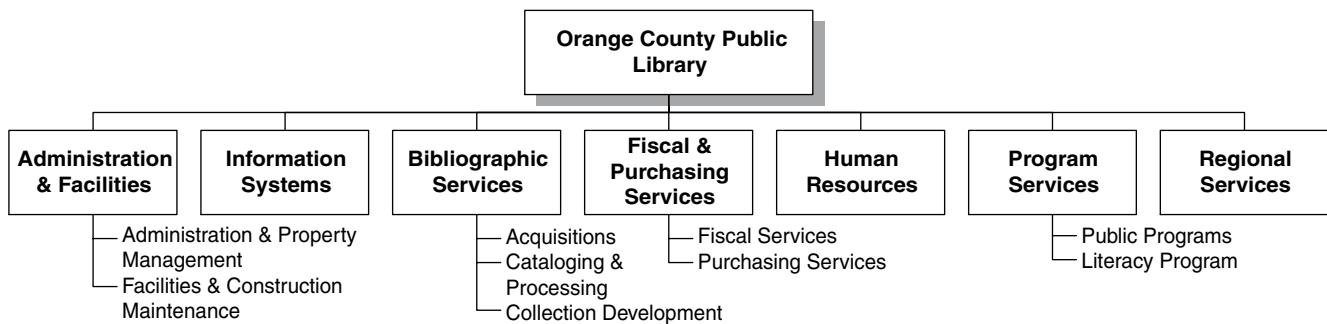 Orange County Public
Library
Administration
& Facilities
Information
Systems
Bibliographic
Services
Fiscal &
Purchasing
Services
Human
Resources
Program
Services
Regional
Services
Administration & Property
Management
Facilities & Construction
Maintenance
Acquisitions
Cataloging &
Processing
Collection Development
Fiscal Services
Purchasing Services
Public Programs
Literacy Program